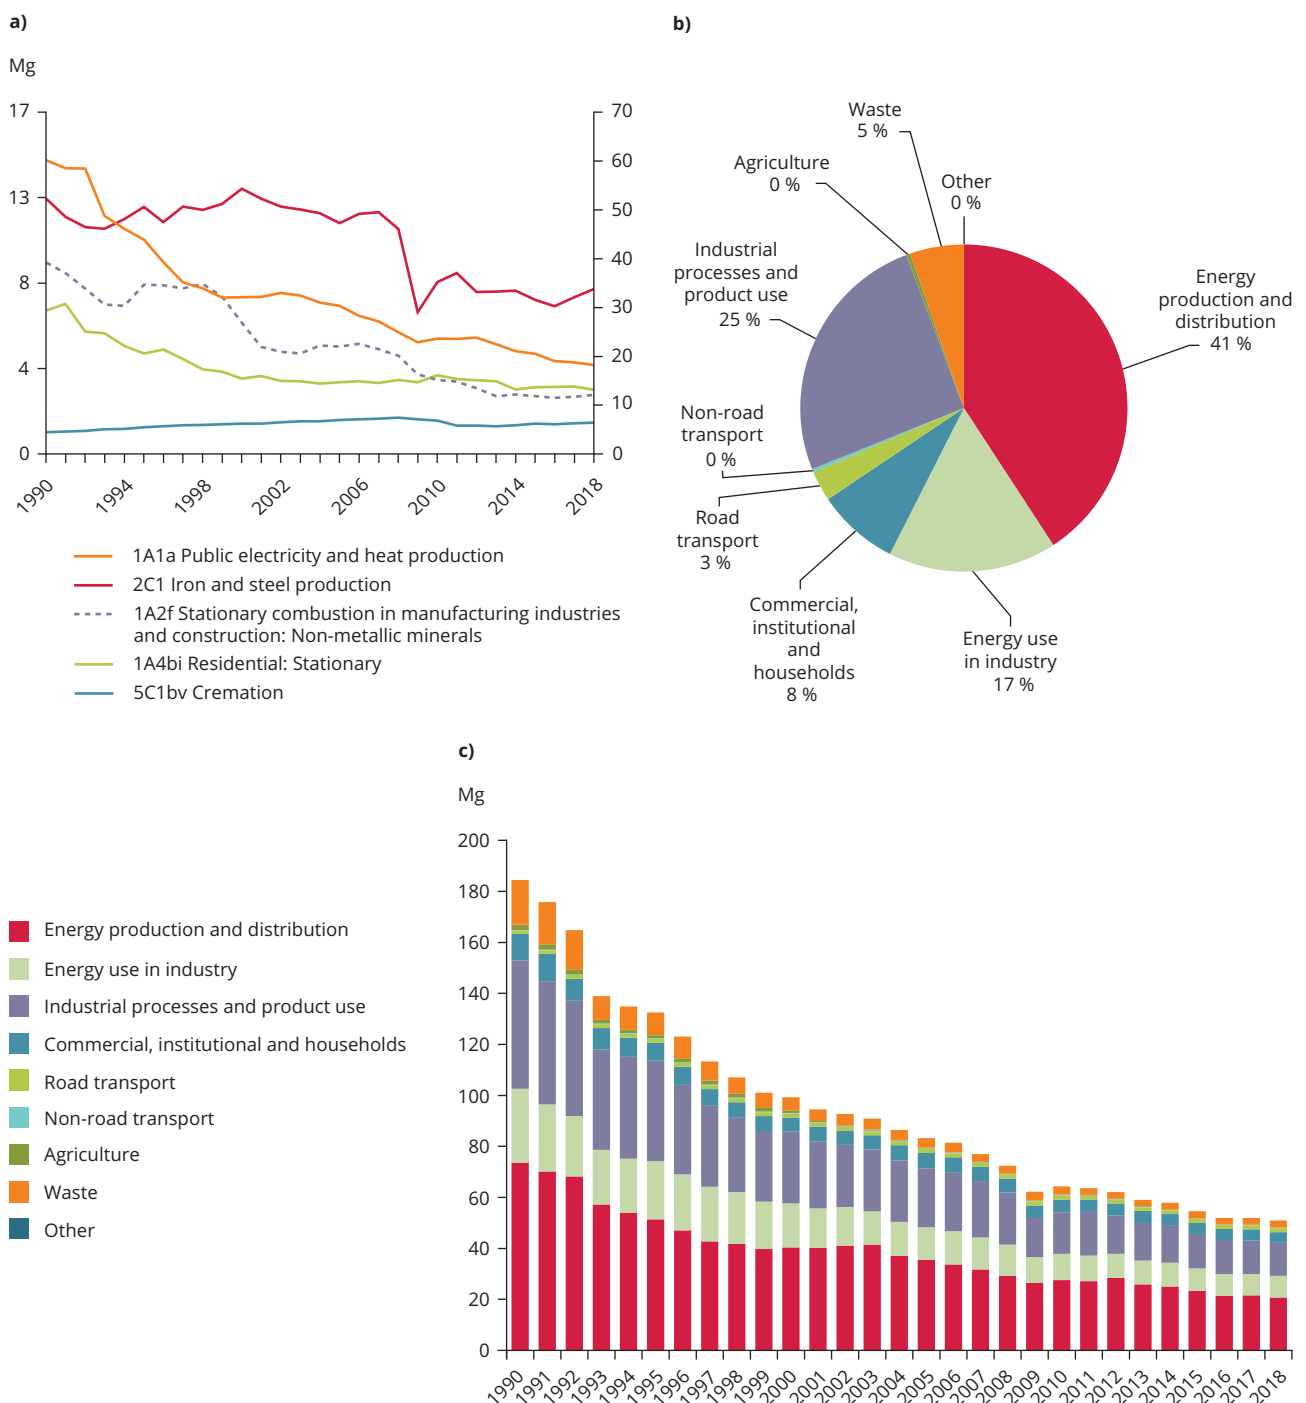 a)
Mg
17
13
8
4
0
70
60
50
40
30
20
10
0
1990
1994
1998
2002
2006
2010
2014
2018
1A1a Public electricity and heat production
2C1 Iron and steel production
1A2f Stationary combustion in manufacturing industries
and construction: Non-metallic minerals
1A4bi Residential: Stationary
5C1bv Cremation
b)
Waste
5 %
Agriculture
0 %
Other
0 %
Industrial
processes and
product use
25 %
Energy
production and
distribution
41 %
Non-road
transport
0 %
Road
transport
3 %
Commercial,
institutional
and
households
8 %
Energy use
in industry
17 %
c)
Mg
200
180
160
140
120
100
80
60
40
20
0
1990
1991
1992
1993
1994
1995
1996
1997
1998
1999
2000
2001
2002
2003
2004
2005
2006
2007
2008
2009
2010
2011
2012
2013
2014
2015
2016
2017
2018
Energy production and distribution
Energy use in industry
Industrial processes and product use
Commercial, institutional and households
Road transport
Non-road transport
Agriculture
Waste
Other